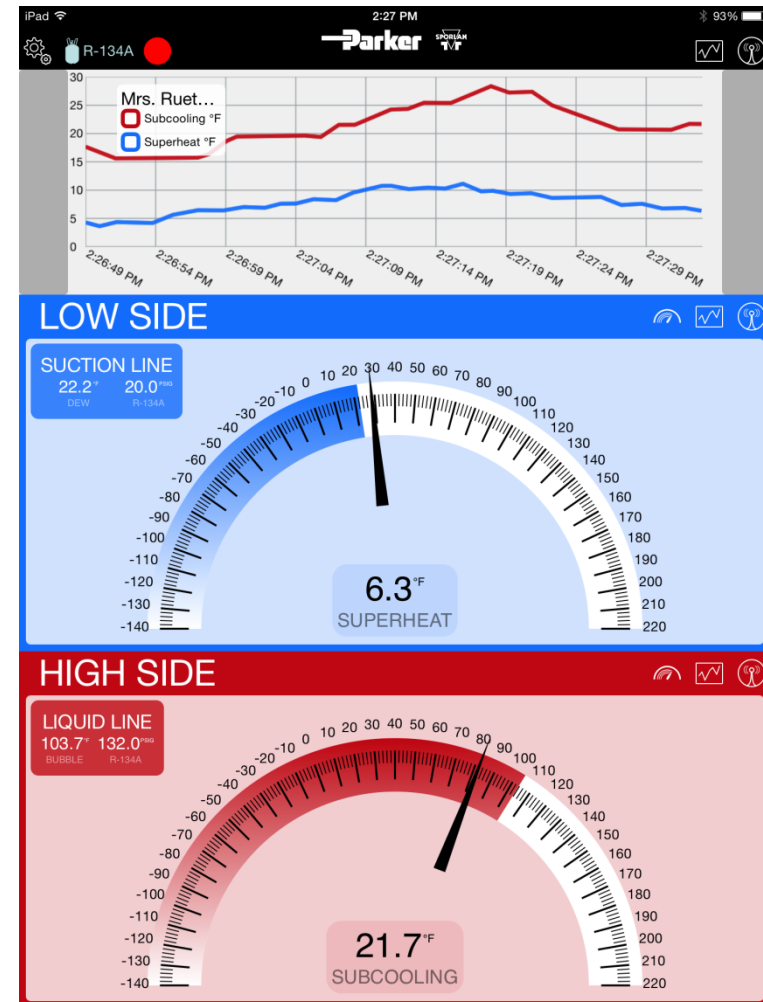 iPad 2:27 PM 93%
R-134A Parker SPORLAN
30
25
20
15
10
5
0
Mrs. Ruet...
Subcooling °F
Superheat °F
2:26:49 PM 2:26:54 PM 2:26:59 PM 2:27:04 PM 2:27:09 PM 2:27:14 PM 2:27:19 PM 2:27:24 PM 2:27:29 PM
LOW SIDE
SUCTION LINE
22.2°F 20.0PSIG
DEW R-134A
-140 -130 -120 -110 -100 -90 -80 -70 -60 -50 -40 -30 -20 -10 0 10 20 30 40 50 60 70 80 90 100 110 120 130 140 150 160 170 180 190 200 210 220
6.3°F
SUPERHEAT
HIGH SIDE
LIQUID LINE
103.7°F 132.0PSIG
BUBBLE R-134A
-140 -130 -120 -110 -100 -90 -80 -70 -60 -50 -40 -30 -20 -10 0 10 20 30 40 50 60 70 80 90 100 110 120 130 140 150 160 170 180 190 200 210 220
21.7°F
SUBCOOLING